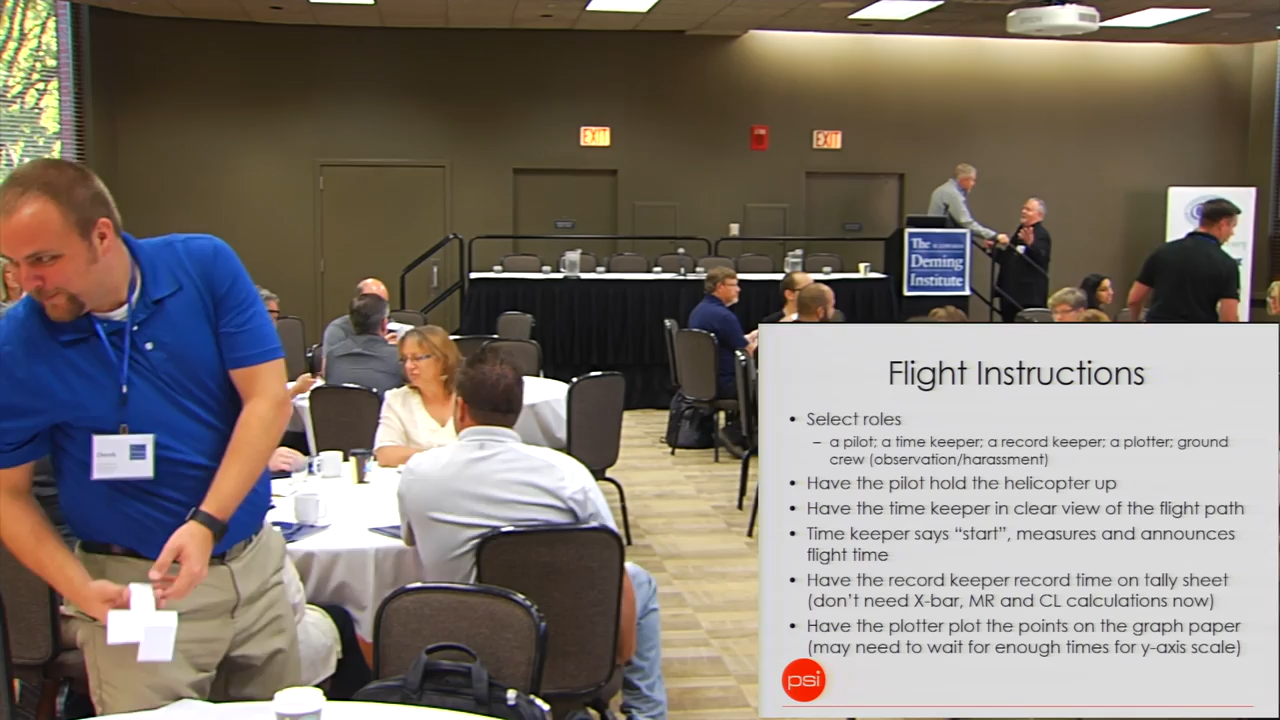 EXIT
EXIT
The W. EDWARDS
Deming
Institute
Flight Instructions
• Select roles
– a pilot; a time keeper; a record keeper; a plotter; ground
crew (observation/harassment)
• Have the pilot hold the helicopter up
• Have the time keeper in clear view of the flight path
• Time keeper says “start”, measures and announces
flight time
• Have the record keeper record time on tally sheet
(don’t need X-bar, MR and CL calculations now)
• Have the plotter plot the points on the graph paper
(may need to wait for enough times for y-axis scale)
psi